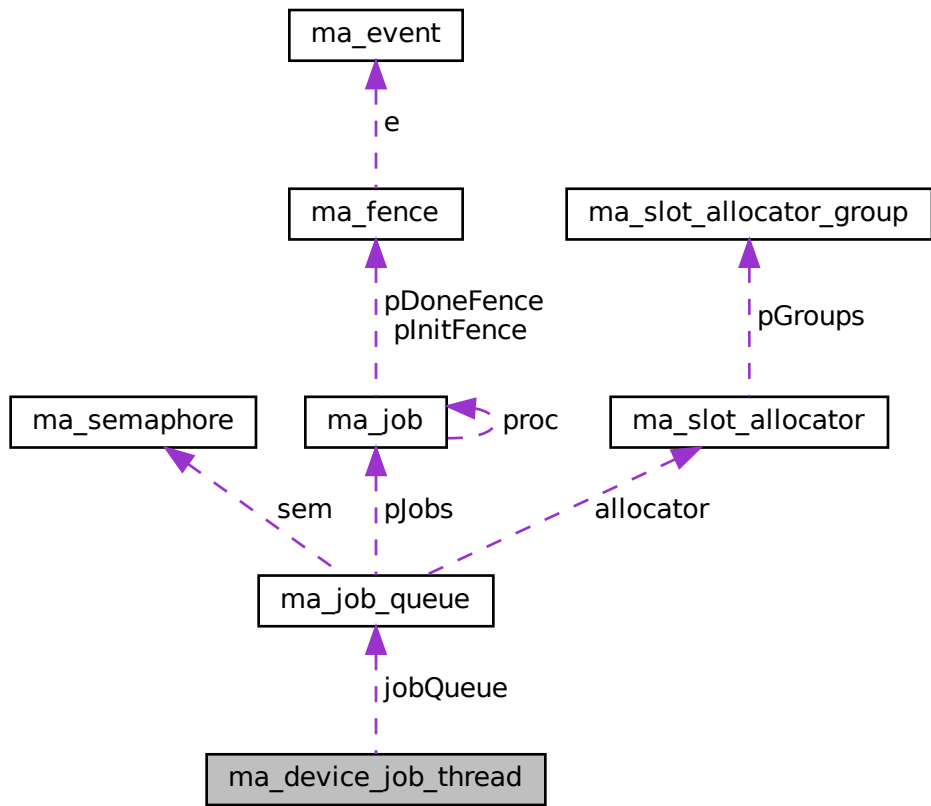 ma_event
e
ma_fence
ma_slot_allocator_group
pDoneFence
pInitFence
pGroups
ma_semaphore
ma_job
proc
ma_slot_allocator
sem
pJobs
allocator
ma_job_queue
jobQueue
ma_device_job_thread